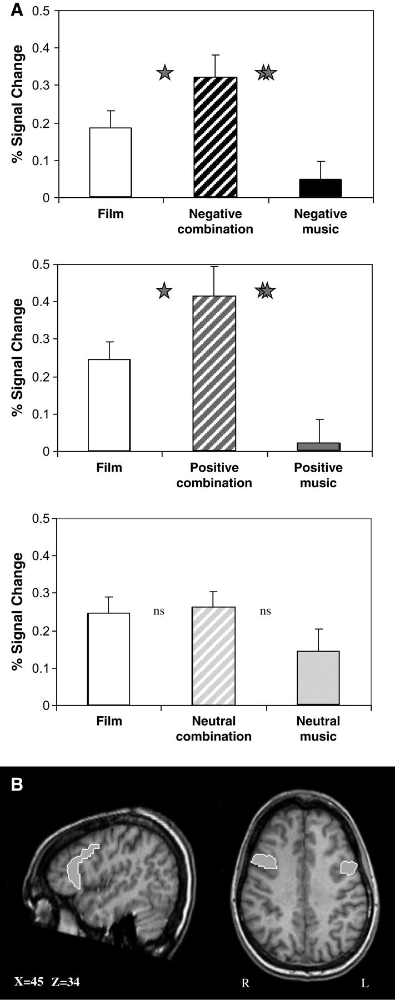 A
% Signal Change
0.5
0.4
0.3
0.2
0.1
0
Film
Negative
combination
Negative
music
% Signal Change
0.5
0.4
0.3
0.2
0.1
0
Film
Positive
combination
Positive
music
% Signal Change
0.5
0.4
0.3
0.2
0.1
0
ns
ns
Film
Neutral
combination
Neutral
music
B
X=45 Z=34
R
L